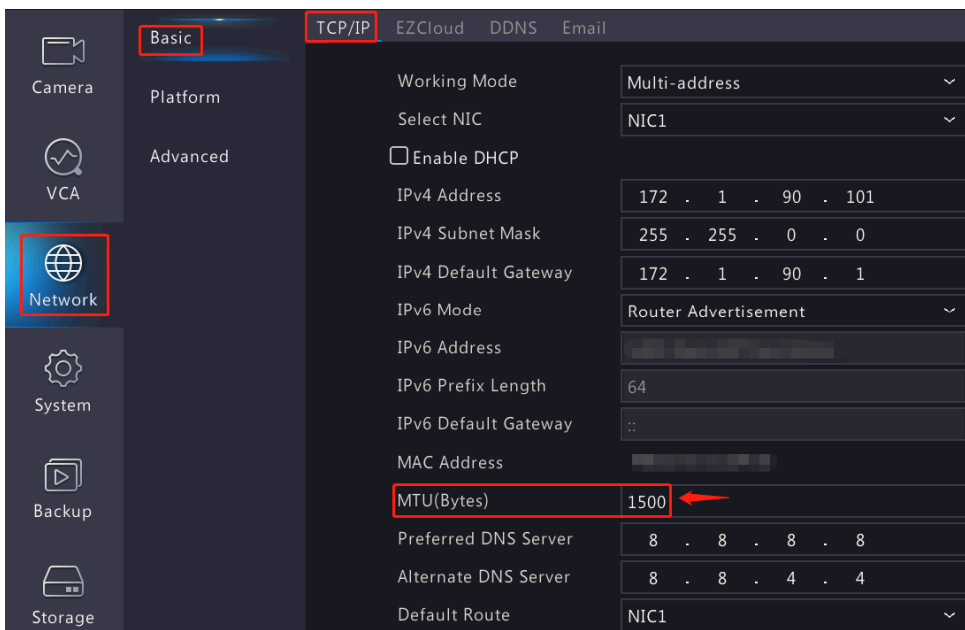 Camera
VCA
Network
System
Backup
Storage
Basic
Platform
Advanced
TCP/IP EZCloud DDNS Email
Working Mode Multi-address
Select NIC NIC1
Enable DHCP
IPv4 Address 172 . 1 . 90 . 101
IPv4 Subnet Mask 255 . 255 . 0 . 0
IPv4 Default Gateway 172 . 1 . 90 . 1
IPv6 Mode Router Advertisement
IPv6 Address
IPv6 Prefix Length 64
IPv6 Default Gateway ::
MAC Address
MTU(Bytes) 1500
Preferred DNS Server 8 . 8 . 8 . 8
Alternate DNS Server 8 . 8 . 4 . 4
Default Route NIC1